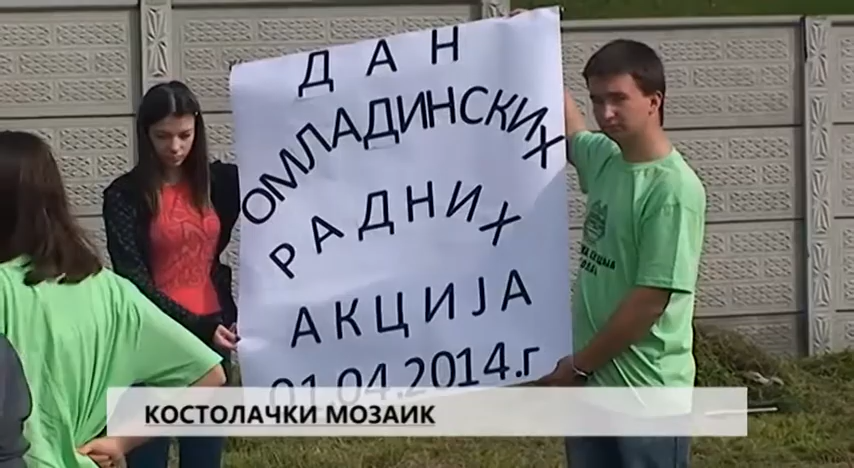 ДАН
ОМЛАДИНСКИХ
РАДНИХ
АКЦИЈА
01.04.2014.г
КОСТОЛАЧКИ МОЗАИК